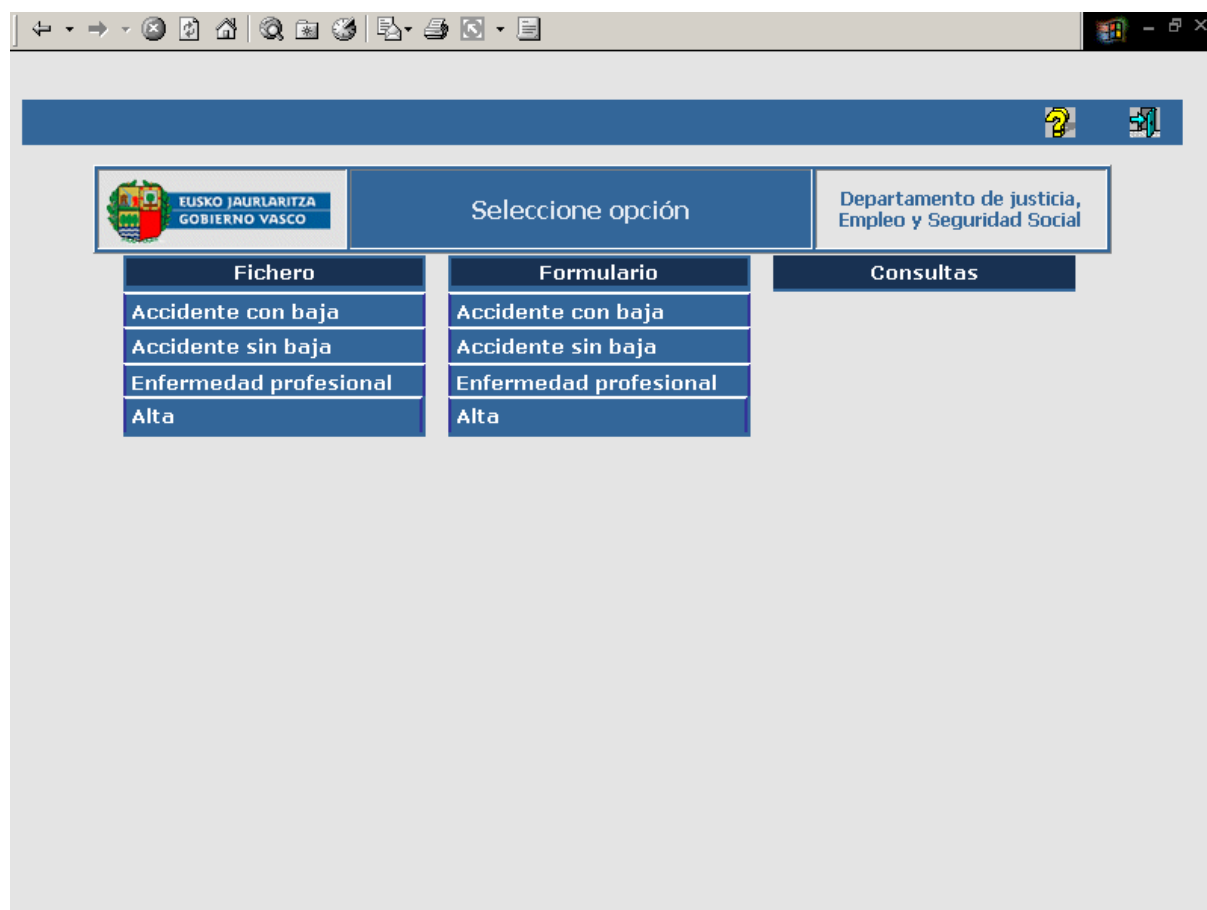 EUSKO JAURLARITZA
GOBIERNO VASCO
Seleccione opción
Departamento de justicia,
Empleo y Seguridad Social
Fichero
Accidente con baja
Accidente sin baja
Enfermedad profesional
Alta
Formulario
Accidente con baja
Accidente sin baja
Enfermedad profesional
Alta
Consultas